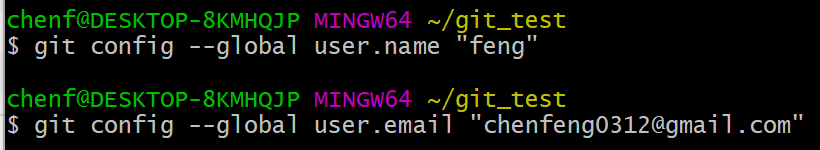 chenf@DESKTOP-8KMHQJP MINGW64 ~/git_test
$ git config --global user.name "feng"
chenf@DESKTOP-8KMHQJP MINGW64 ~/git_test
$ git config --global user.email "chenfeng0312@gmail.com"